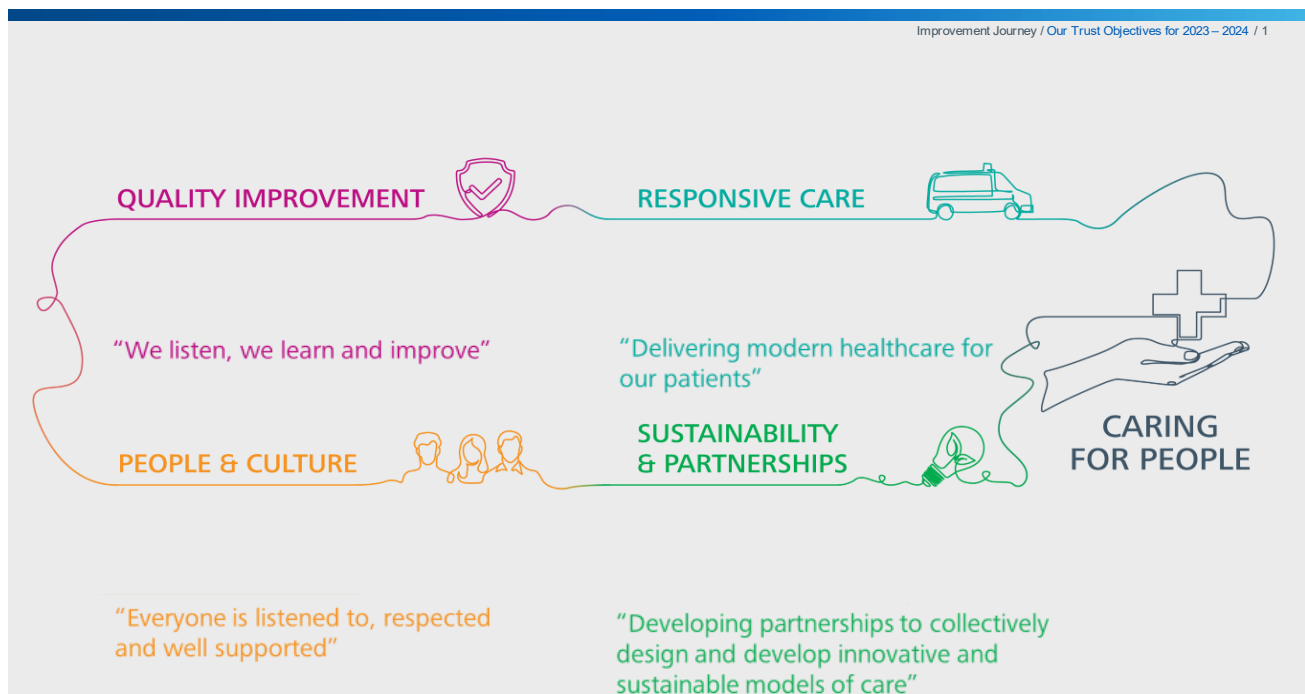 Improvement Journey / Our Trust Objectives for 2023 – 2024 / 1
QUALITY IMPROVEMENT
RESPONSIVE CARE
“We listen, we learn and improve”
“Delivering modern healthcare for
our patients”
PEOPLE & CULTURE
SUSTAINABILITY
& PARTNERSHIPS
CARING
FOR PEOPLE
“Everyone is listened to, respected
and well supported”
“Developing partnerships to collectively
design and develop innovative and
sustainable models of care”